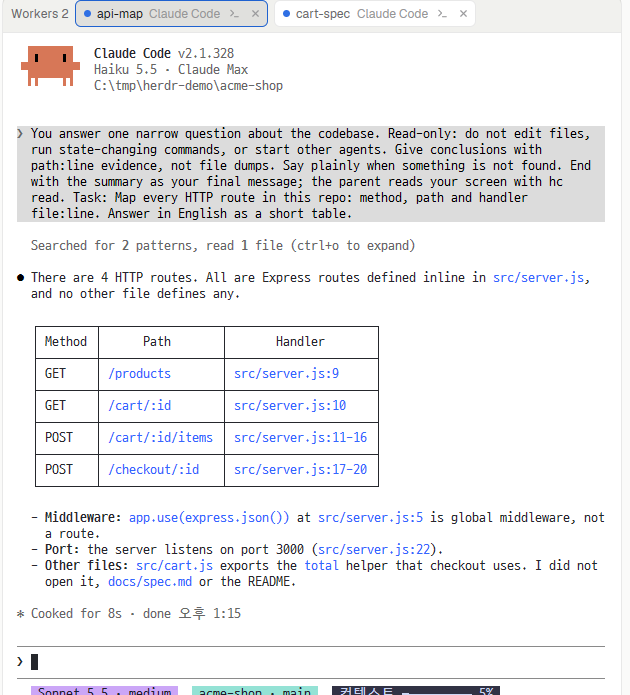 Workers 2 ● api-map Claude Code >_ × ● cart-spec Claude Code >_ ×
Claude Code v2.1.328
Haiku 5.5 · Claude Max
C:\tmp\herdr-demo\acme-shop
❯ You answer one narrow question about the codebase. Read-only: do not edit files,
run state-changing commands, or start other agents. Give conclusions with
path:line evidence, not file dumps. Say plainly when something is not found. End
with the summary as your final message; the parent reads your screen with hc
read. Task: Map every HTTP route in this repo: method, path and handler
file:line. Answer in English as a short table.
Searched for 2 patterns, read 1 file (ctrl+o to expand)
● There are 4 HTTP routes. All are Express routes defined inline in src/server.js,
and no other file defines any.
Method Path Handler
GET /products src/server.js:9
GET /cart/:id src/server.js:10
POST /cart/:id/items src/server.js:11-16
POST /checkout/:id src/server.js:17-20
- Middleware: app.use(express.json()) at src/server.js:5 is global middleware, not
a route.
- Port: the server listens on port 3000 (src/server.js:22).
- Other files: src/cart.js exports the total helper that checkout uses. I did not
open it, docs/spec.md or the README.
✻ Cooked for 8s · done 오후 1:15
❯
Sonnet 5.5 · medium acme-shop · main 컨텍스트 5%